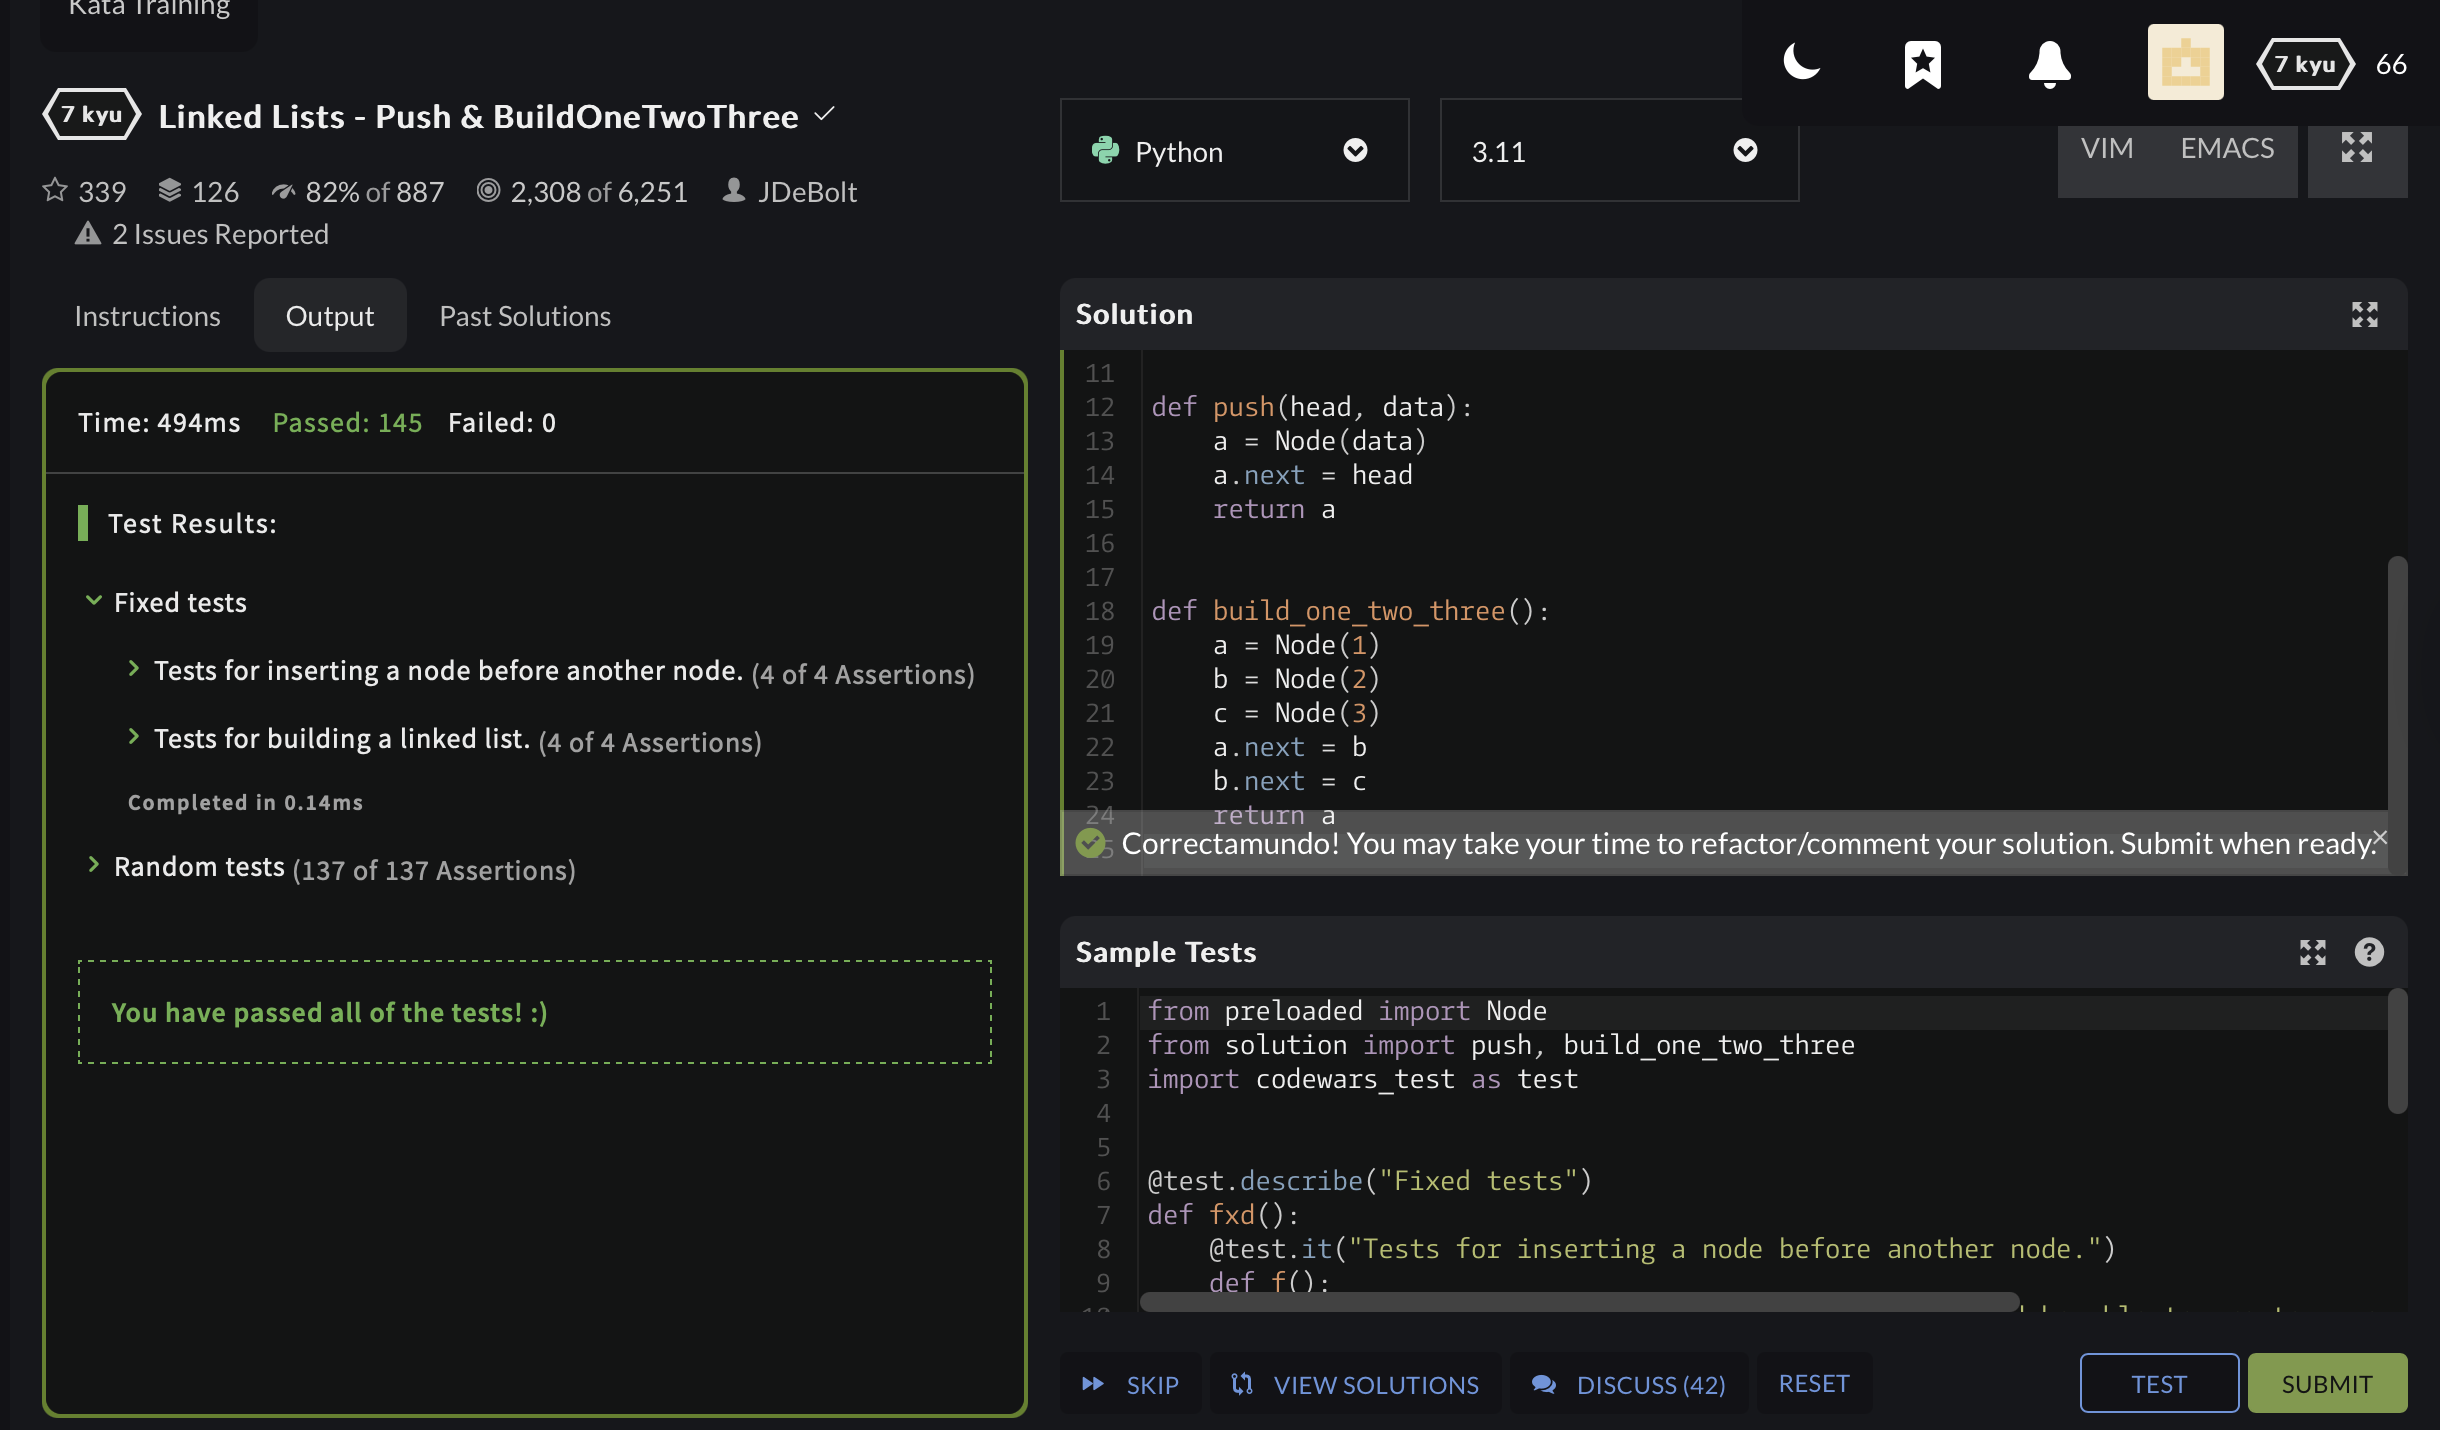 Kata Training
7 kyu
66
7 kyu Linked Lists - Push & BuildOneTwoThree
339 126 82% of 887 2,308 of 6,251 JDeBolt
2 Issues Reported
Python
3.11
VIM EMACS
Instructions Output Past Solutions
Time: 494ms Passed: 145 Failed: 0
Test Results:
Fixed tests
Tests for inserting a node before another node. (4 of 4 Assertions)
Tests for building a linked list. (4 of 4 Assertions)
Completed in 0.14ms
Random tests (137 of 137 Assertions)
You have passed all of the tests! :)
Solution
11
12 def push(head, data):
13     a = Node(data)
14     a.next = head
15     return a
16
17
18 def build_one_two_three():
19     a = Node(1)
20     b = Node(2)
21     c = Node(3)
22     a.next = b
23     b.next = c
24     return a
Correctamundo! You may take your time to refactor/comment your solution. Submit when ready.
Sample Tests
1 from preloaded import Node
2 from solution import push, build_one_two_three
3 import codewars_test as test
4
5
6 @test.describe("Fixed tests")
7 def fxd():
8     @test.it("Tests for inserting a node before another node.")
9     def f():
SKIP VIEW SOLUTIONS DISCUSS (42) RESET TEST SUBMIT